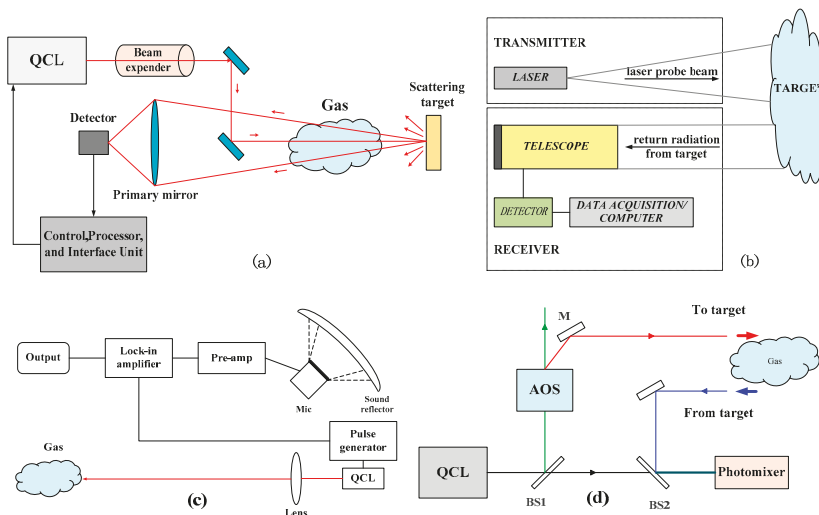 QCL
Beam
expender
Scattering
target
Gas
Detector
Primary mirror
Control,Processor,
and Interface Unit
(a)
TRANSMITTER
LASER
laser probe beam
TARGET
TELESCOPE
return radiation
from target
DETECTOR
DATA ACQUISITION/
COMPUTER
RECEIVER
(b)
Output
Lock-in
amplifier
Pre-amp
Mic
Sound
reflector
Pulse
generator
QCL
Gas
Lens
(c)
M
To target
Gas
AOS
From target
QCL
BS1
BS2
Photomixer
(d)